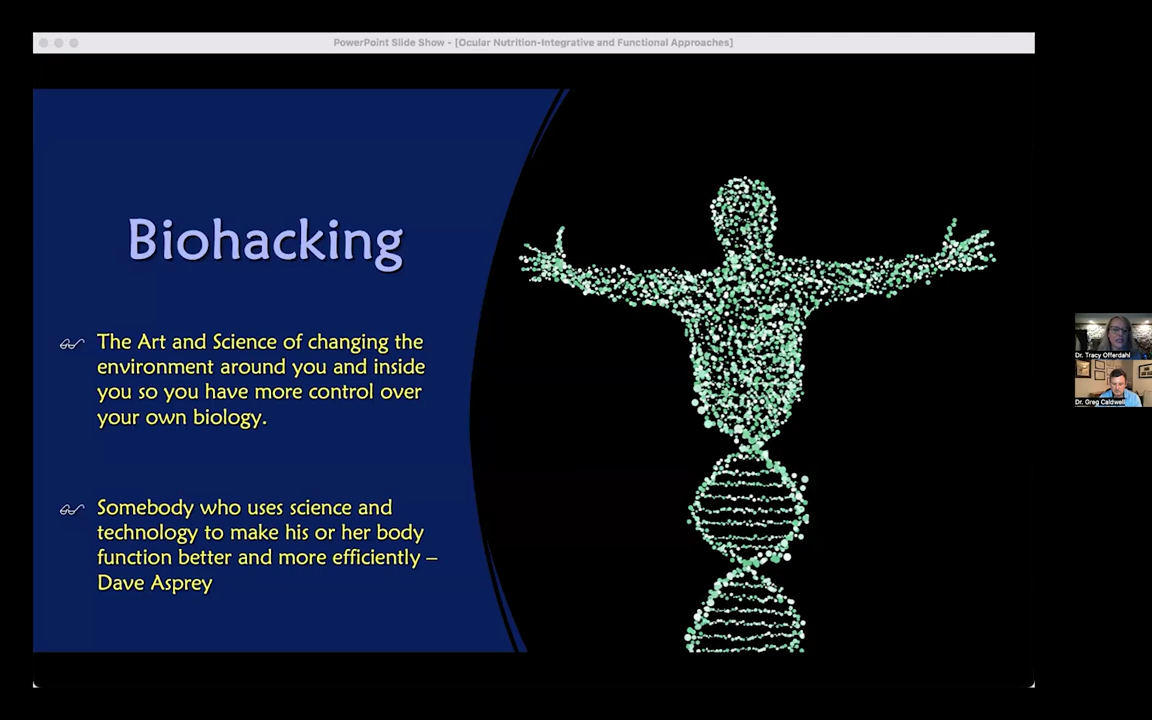 PowerPoint Slide Show - [Ocular Nutrition-Integrative and Functional Approaches]
Biohacking
The Art and Science of changing the
environment around you and inside
you so you have more control over
your own biology.
Somebody who uses science and
technology to make his or her body
function better and more efficiently –
Dave Asprey
Dr. Tracy Offerdahl
Dr. Greg Caldwell